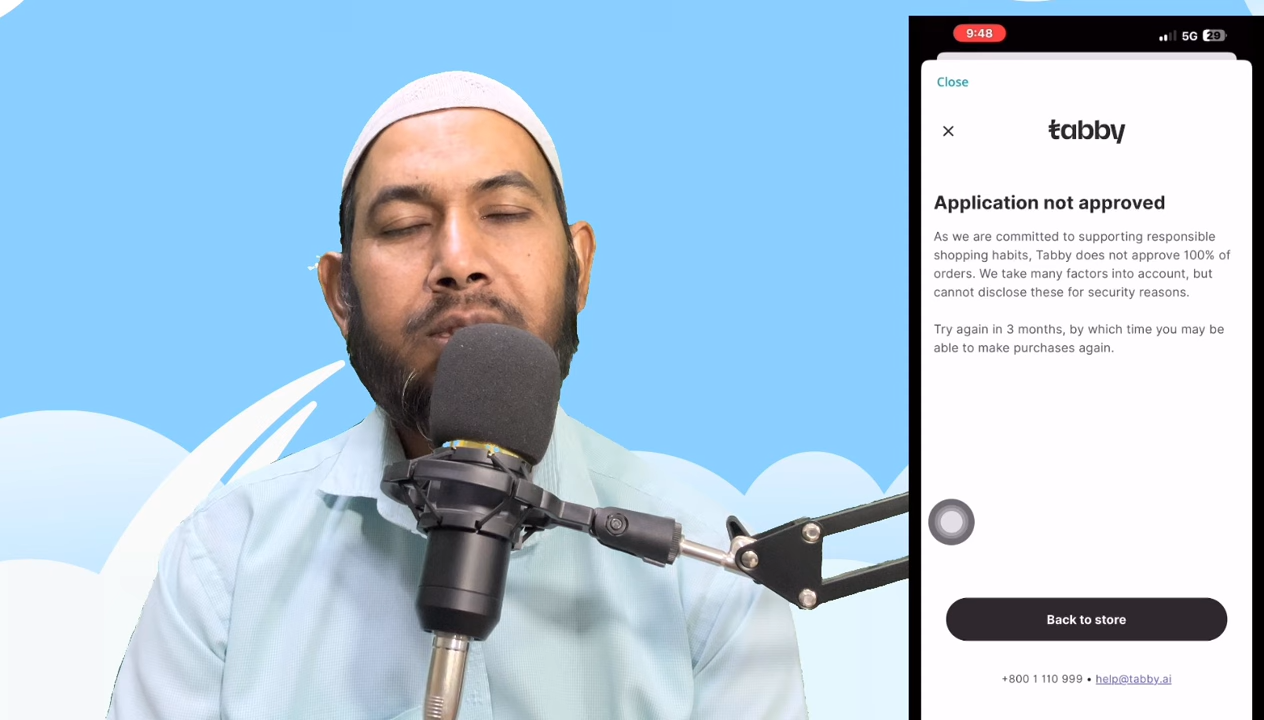 9:48
5G 29
Close
tabby
Application not approved
As we are committed to supporting responsible
shopping habits, Tabby does not approve 100% of
orders. We take many factors into account, but
cannot disclose these for security reasons.
Try again in 3 months, by which time you may be
able to make purchases again.
Back to store
+800 1 110 999 • help@tabby.ai